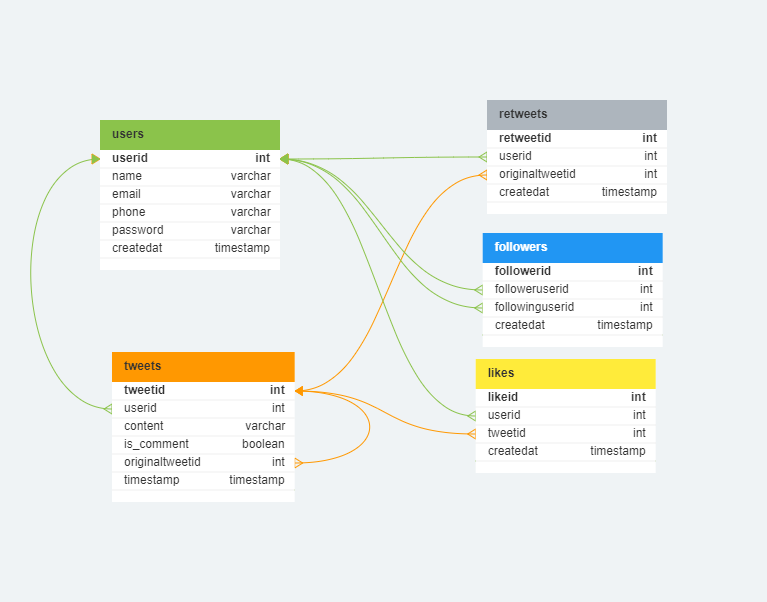 users
userid int
name varchar
email varchar
phone varchar
password varchar
createdat timestamp
tweets
tweetid int
userid int
content varchar
is_comment boolean
originaltweetid int
timestamp timestamp
retweets
retweetid int
userid int
originaltweetid int
createdat timestamp
followers
followerid int
followeruserid int
followinguserid int
createdat timestamp
likes
likeid int
userid int
tweetid int
createdat timestamp